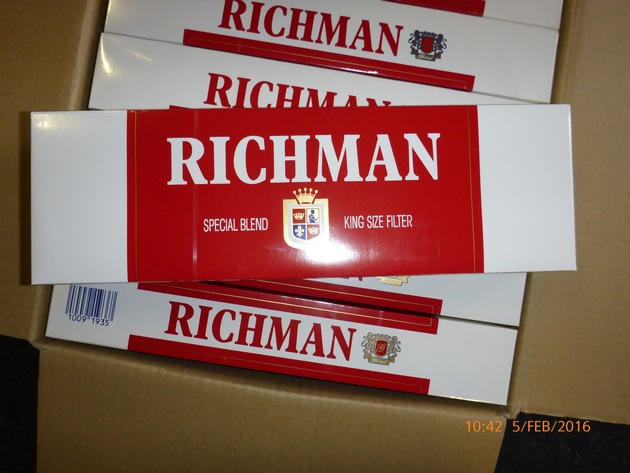 RICHMAN
RICHMAN
RICHMAN
SPECIAL BLEND KING SIZE FILTER
1009 1935
RICHMAN
10:42 5/FEB/2016